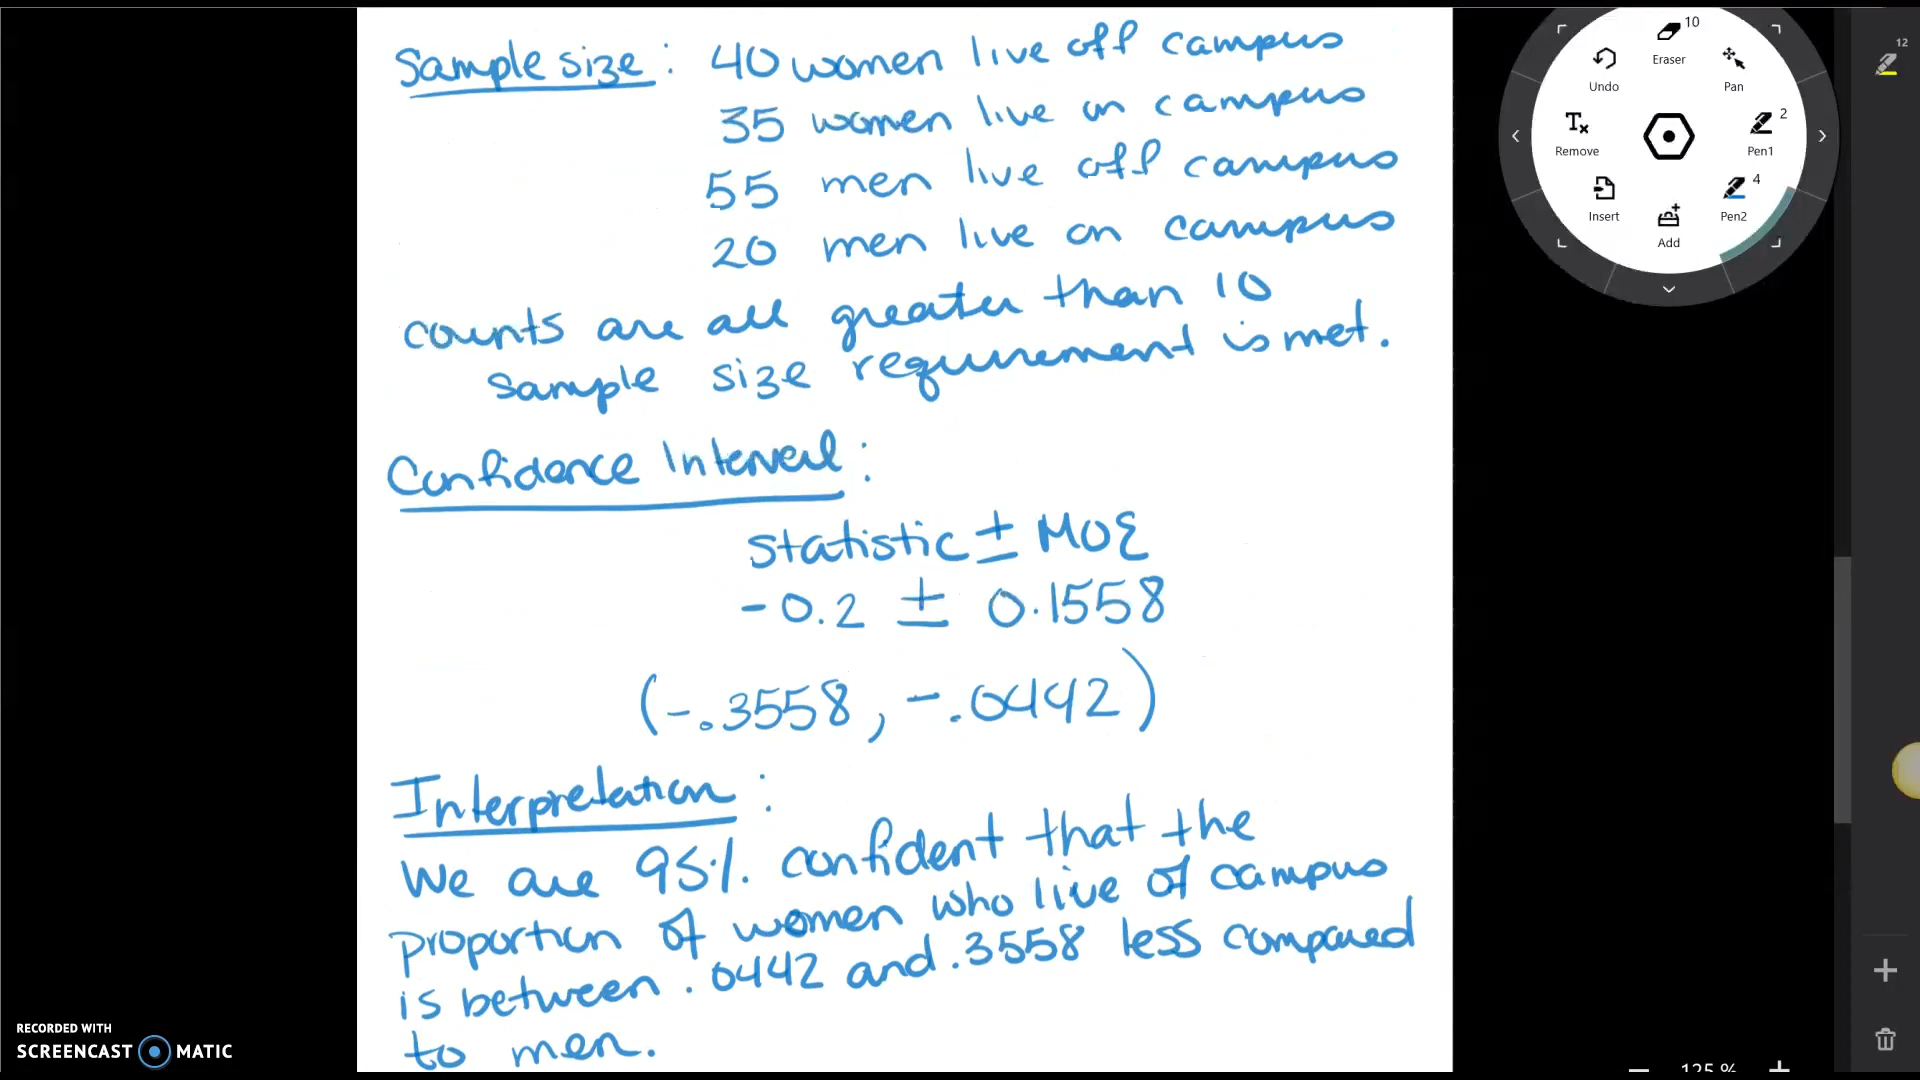 Sample size: 40 women live off campus
35 women live on campus
55 men live off campus
20 men live on campus
counts are all greater than 10
sample size requirement is met.
Confidence Interval:
statistic ± MOE
-0.2 ± 0.1558
(-.3558, -.0442)
Interpretation:
We are 95% confident that the
proportion of women who live of campus
is between .0442 and .3558 less compared
to men.
10
Eraser
Undo
Pan
Remove
2
Pen1
Insert
4
Pen2
Add
12
RECORDED WITH
SCREENCAST MATIC
125 %